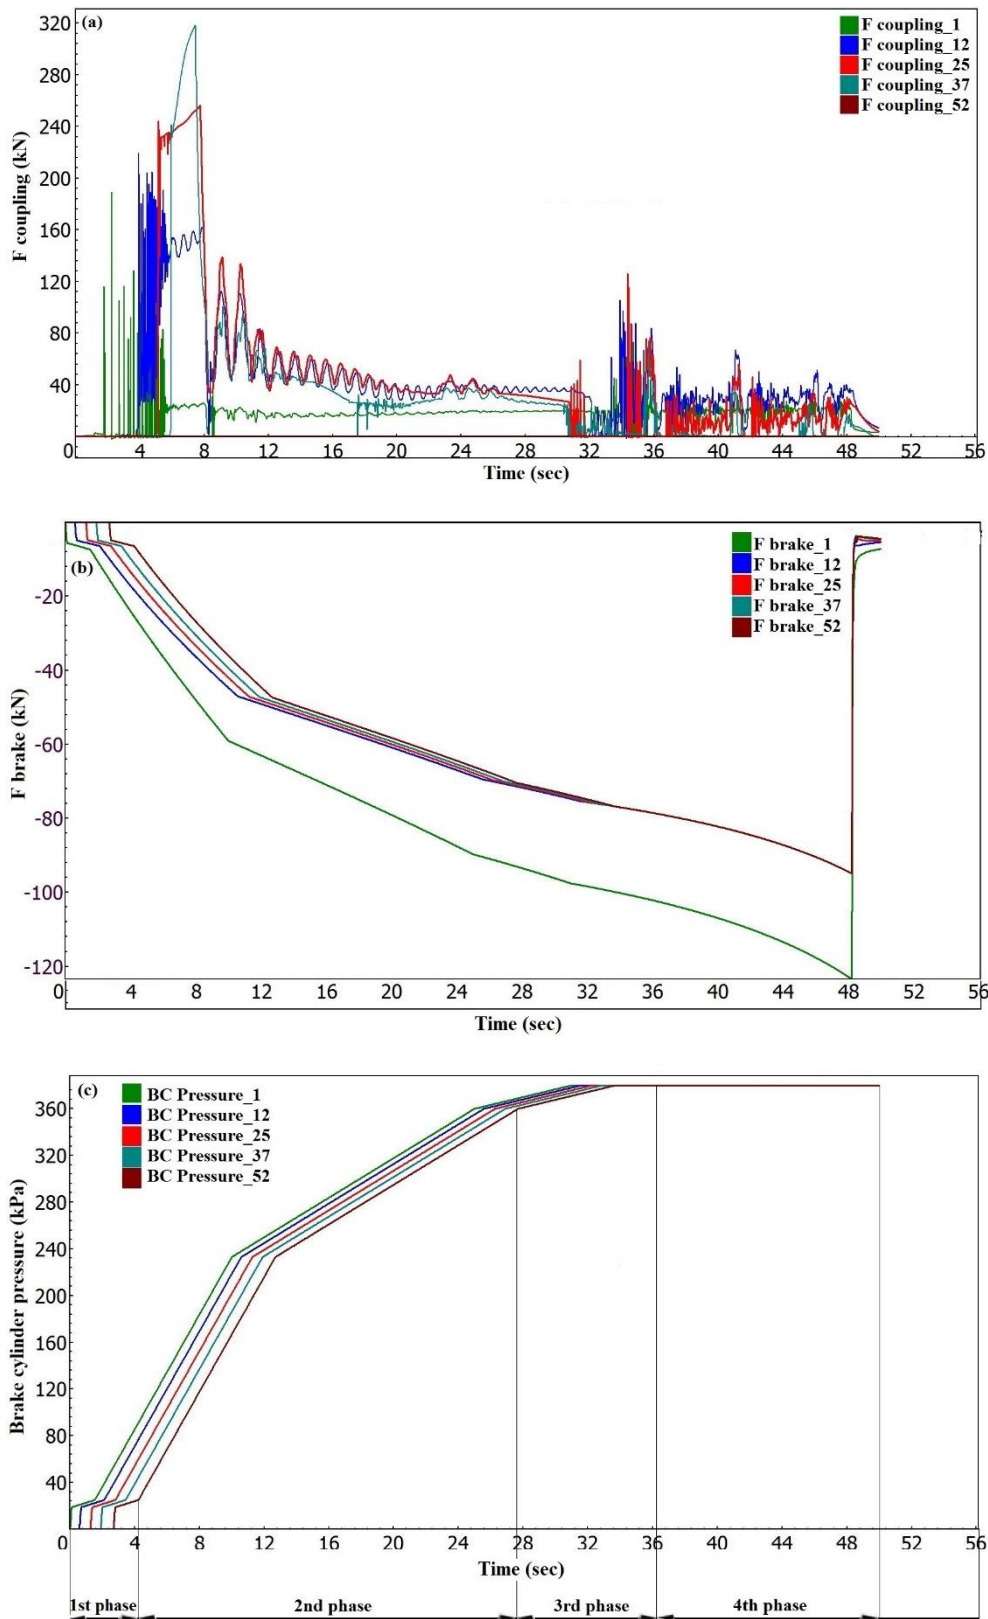 (a)
F coupling_1
F coupling_12
F coupling_25
F coupling_37
F coupling_52
F coupling (kN)
320
280
240
200
160
120
80
40
0
0 4 8 12 16 20 24 28 32 36 40 44 48 52 56
Time (sec)
(b)
F brake_1
F brake_12
F brake_25
F brake_37
F brake_52
F brake (kN)
-20
-40
-60
-80
-100
-120
0 4 8 12 16 20 24 28 32 36 40 44 48 52 56
Time (sec)
(c)
BC Pressure_1
BC Pressure_12
BC Pressure_25
BC Pressure_37
BC Pressure_52
Brake cylinder pressure (kPa)
360
320
280
240
200
160
120
80
40
0
0 4 8 12 16 20 24 28 32 36 40 44 48 52 56
Time (sec)
1st phase 2nd phase 3rd phase 4th phase